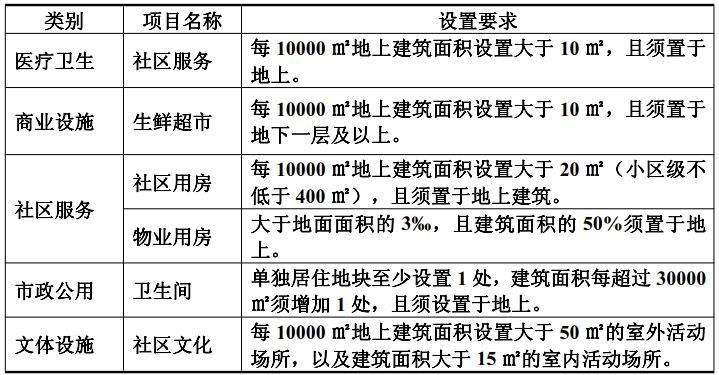 类别 项目名称 设置要求
医疗卫生 社区服务 每 10000 ㎡地上建筑面积设置大于 10 ㎡，且须置于
地上。
商业设施 生鲜超市 每 10000 ㎡地上建筑面积设置大于 10 ㎡，且须置于
地下一层及以上。
社区服务 社区用房 每 10000 ㎡地上建筑面积设置大于 20 ㎡（小区级不
低于 400 ㎡），且须置于地上建筑。
物业用房 大于地面面积的 3‰，且建筑面积的 50%须置于地
上。
市政公用 卫生间 单独居住地块至少设置 1 处，建筑面积每超过 30000
㎡须增加 1 处，且须设置于地上。
文体设施 社区文化 每 10000 ㎡地上建筑面积设置大于 50 ㎡的室外活动
场所，以及建筑面积大于 15 ㎡的室内活动场所。